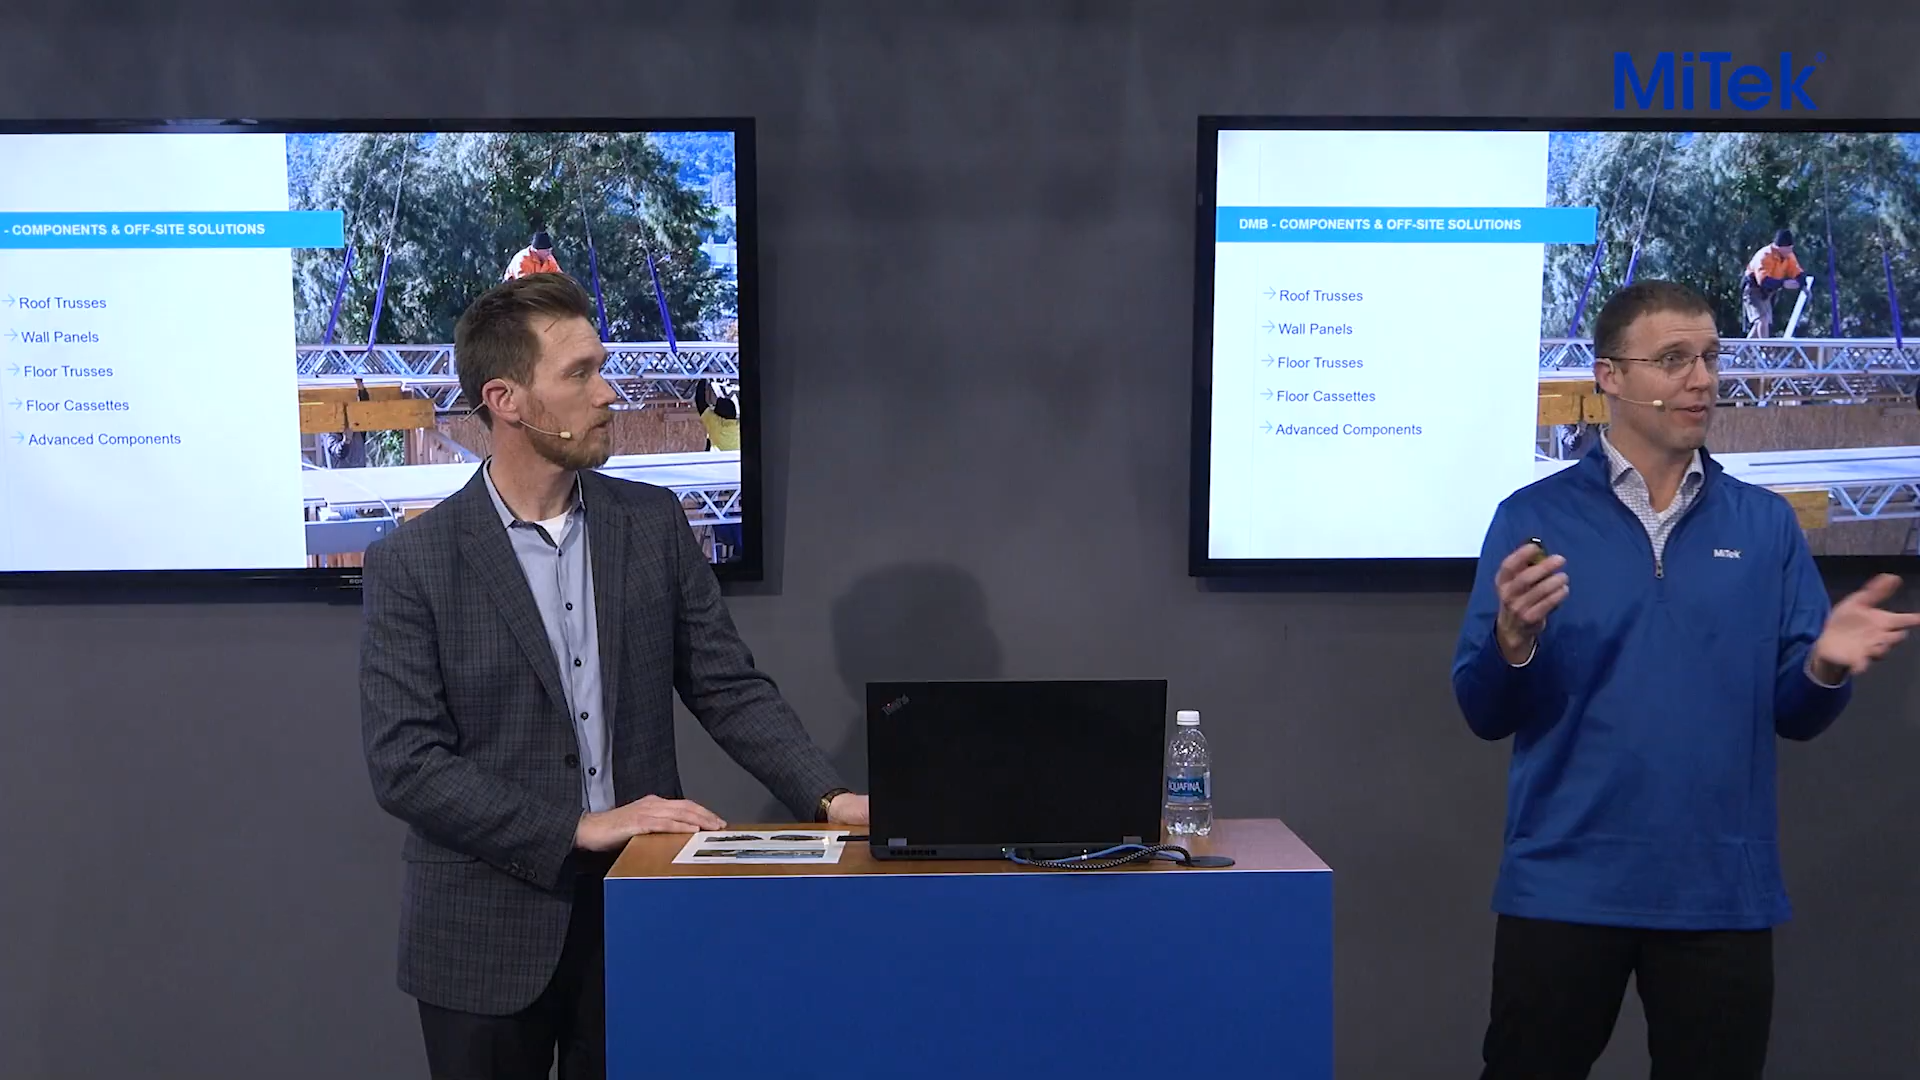 MiTek
- COMPONENTS & OFF-SITE SOLUTIONS
→ Roof Trusses
→ Wall Panels
→ Floor Trusses
→ Floor Cassettes
→ Advanced Components
DMB - COMPONENTS & OFF-SITE SOLUTIONS
→ Roof Trusses
→ Wall Panels
→ Floor Trusses
→ Floor Cassettes
→ Advanced Components
MiTek
AQUAFINA